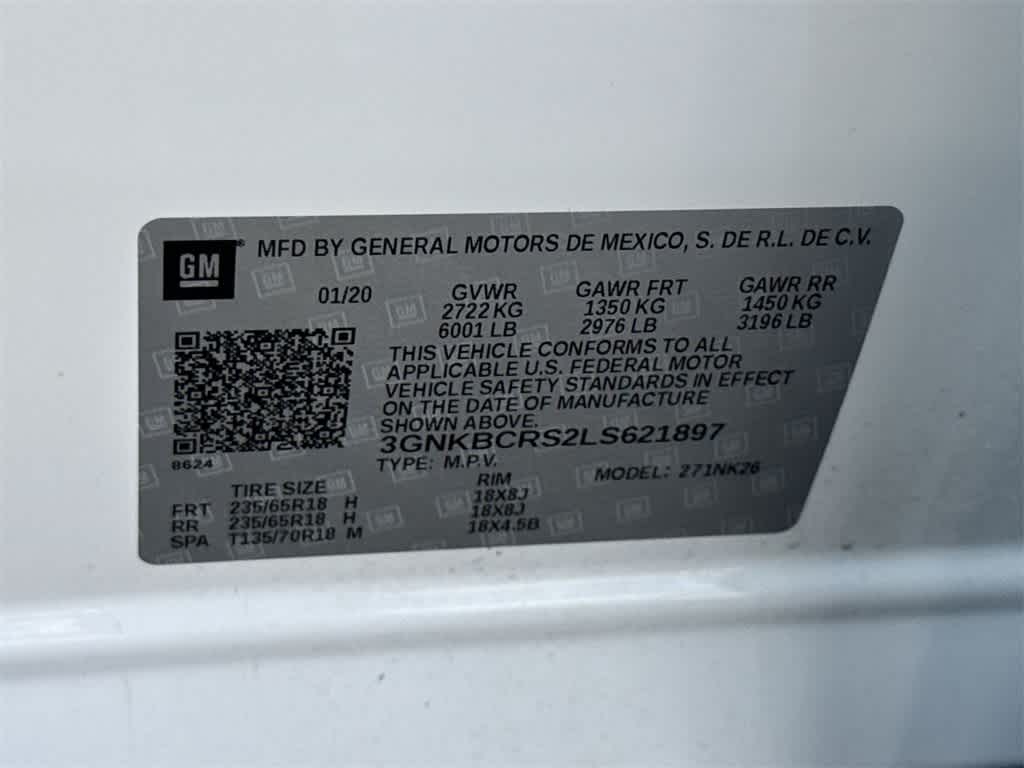 GM
MFD BY GENERAL MOTORS DE MEXICO, S. DE R.L. DE C.V.
01/20 GVWR GAWR FRT GAWR RR
2722 KG 1350 KG 1450 KG
6001 LB 2976 LB 3196 LB
THIS VEHICLE CONFORMS TO ALL
APPLICABLE U.S. FEDERAL MOTOR
VEHICLE SAFETY STANDARDS IN EFFECT
ON THE DATE OF MANUFACTURE
SHOWN ABOVE.
3GNKBCRS2LS621897
8624
TYPE: M.P.V. MODEL: 271NK26
TIRE SIZE RIM
FRT 235/65R18 H 18X8J
RR 235/65R18 H 18X8J
SPA T135/70R18 M 18X4.5B